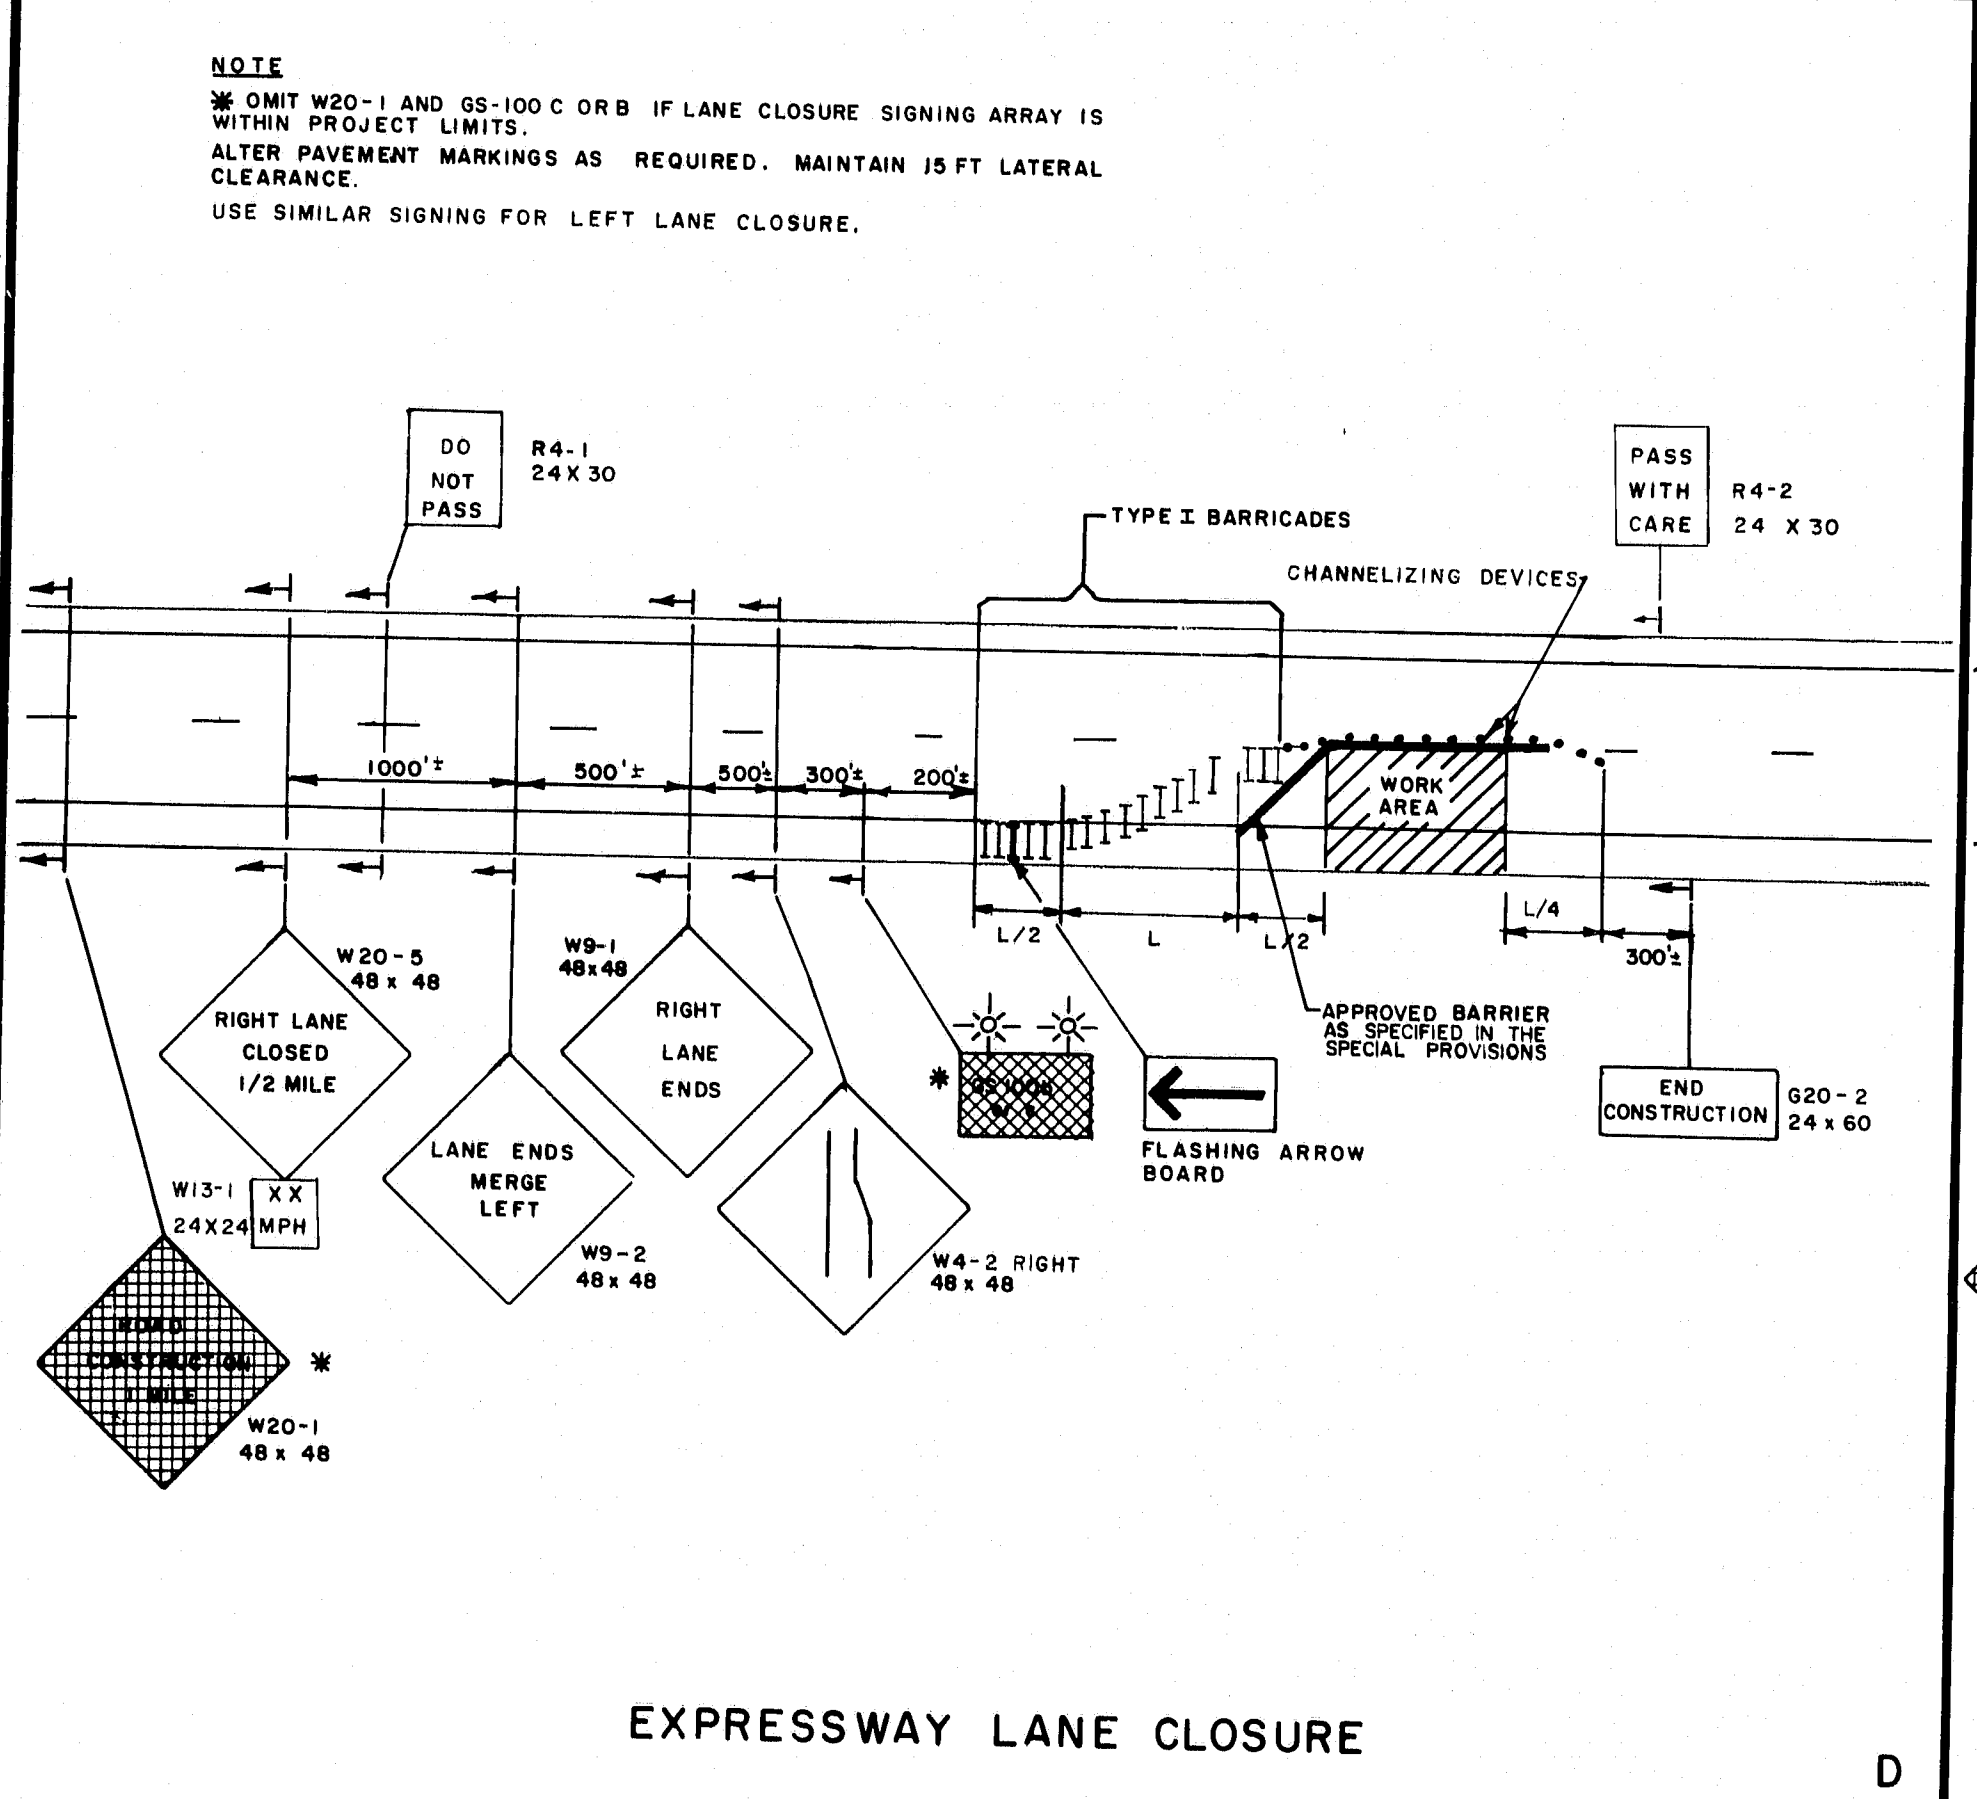 NOTE
✱ OMIT W20-1 AND GS-100 C OR B IF LANE CLOSURE SIGNING ARRAY IS
WITHIN PROJECT LIMITS.
ALTER PAVEMENT MARKINGS AS REQUIRED. MAINTAIN 15 FT LATERAL
CLEARANCE.
USE SIMILAR SIGNING FOR LEFT LANE CLOSURE.
DO
NOT
PASS
R4-1
24 X 30
PASS
WITH
CARE
R4-2
24 X 30
TYPE I BARRICADES
CHANNELIZING DEVICES
1000'±
500'±
500'±
300'±
200'±
WORK
AREA
L/2
L
L/2
L/4
300'±
W20-5
48 x 48
RIGHT LANE
CLOSED
1/2 MILE
W13-1
24X24
XX
MPH
W9-1
48x48
RIGHT
LANE
ENDS
LANE ENDS
MERGE
LEFT
W9-2
48 x 48
W4-2 RIGHT
48 x 48
✱
FLASHING ARROW
BOARD
APPROVED BARRIER
AS SPECIFIED IN THE
SPECIAL PROVISIONS
END
CONSTRUCTION
G20-2
24 x 60
ROAD
CONSTRUCTION
1 MILE
✱
W20-1
48 x 48
EXPRESSWAY LANE CLOSURE
D